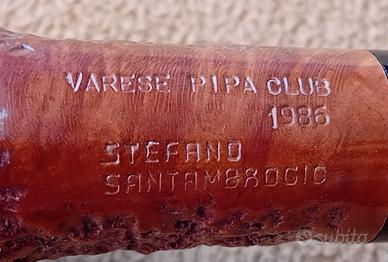 VARESE PIPA CLUB
1986
STEFANO
SANTAMBROGIO
subito